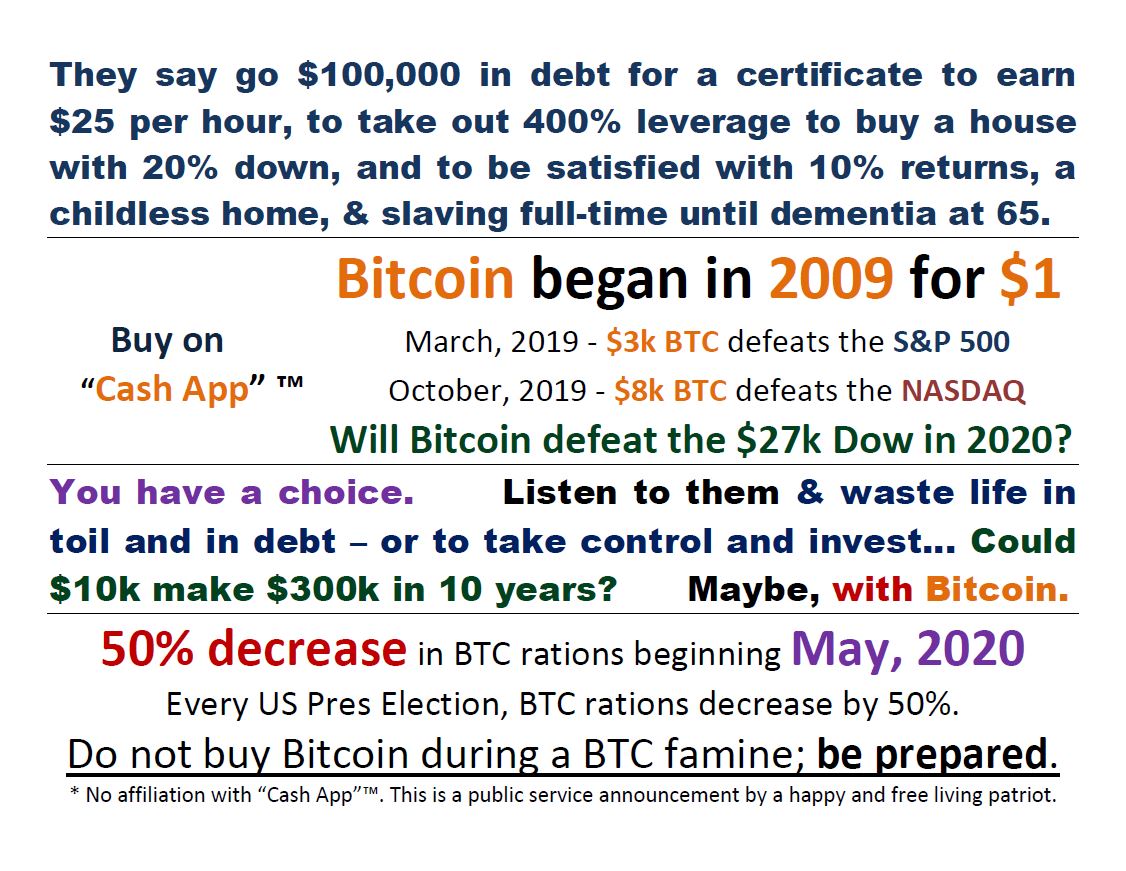 They say go $100,000 in debt for a certificate to earn
$25 per hour, to take out 400% leverage to buy a house
with 20% down, and to be satisfied with 10% returns, a
childless home, & slaving full-time until dementia at 65.
Bitcoin began in 2009 for $1
Buy on
March, 2019 - $3k BTC defeats the S&P 500
“Cash App” ™
October, 2019 - $8k BTC defeats the NASDAQ
Will Bitcoin defeat the $27k Dow in 2020?
You have a choice. Listen to them & waste life in
toil and in debt – or to take control and invest... Could
$10k make $300k in 10 years? Maybe, with Bitcoin.
50% decrease in BTC rations beginning May, 2020
Every US Pres Election, BTC rations decrease by 50%.
Do not buy Bitcoin during a BTC famine; be prepared.
* No affiliation with “Cash App”™. This is a public service announcement by a happy and free living patriot.